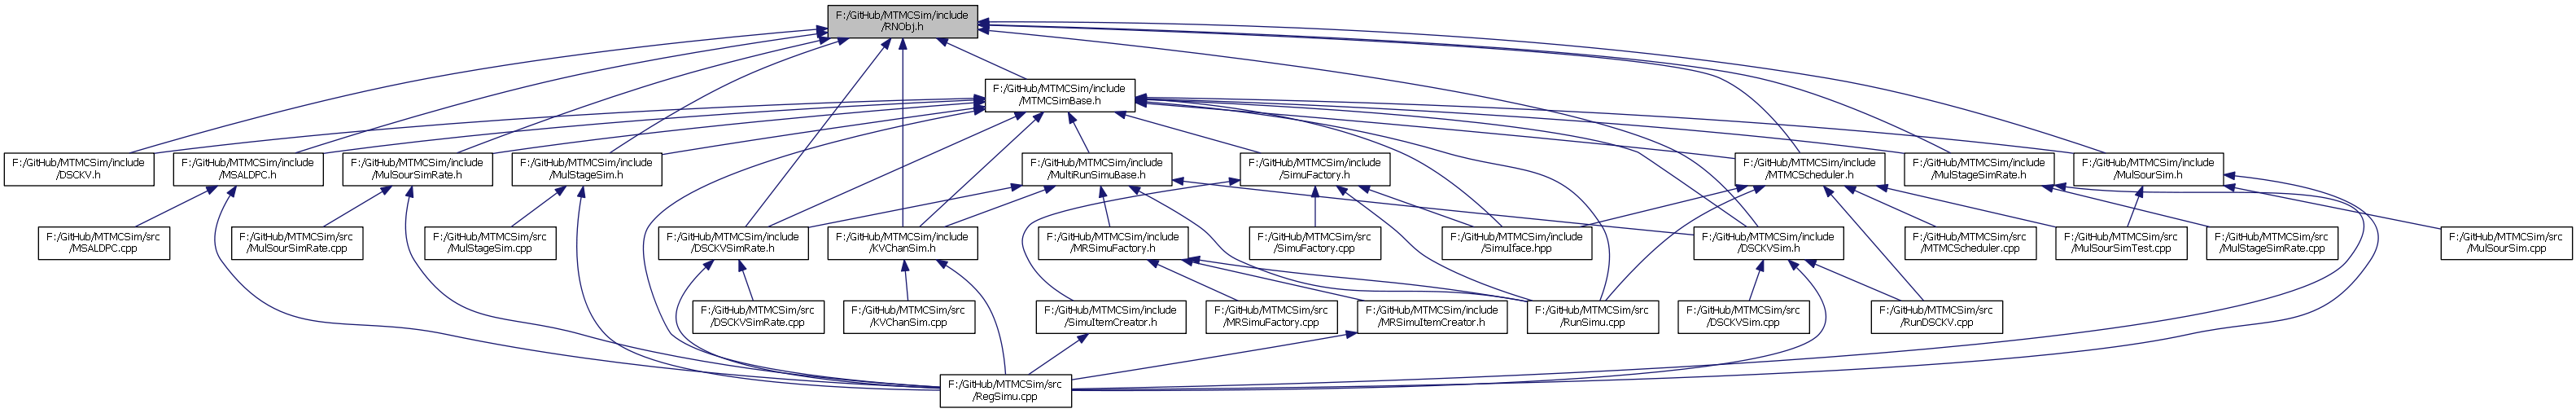 F:/GitHub/MTMCSim/include
/RNObj.h
F:/GitHub/MTMCSim/include
/MTMCSimBase.h
F:/GitHub/MTMCSim/include
/DSCKV.h
F:/GitHub/MTMCSim/include
/MSALDPC.h
F:/GitHub/MTMCSim/include
/MulSourSimRate.h
F:/GitHub/MTMCSim/include
/MulStageSim.h
F:/GitHub/MTMCSim/include
/MultiRunSimuBase.h
F:/GitHub/MTMCSim/include
/SimuFactory.h
F:/GitHub/MTMCSim/include
/MTMCScheduler.h
F:/GitHub/MTMCSim/include
/MulStageSimRate.h
F:/GitHub/MTMCSim/include
/MulSourSim.h
F:/GitHub/MTMCSim/src
/MSALDPC.cpp
F:/GitHub/MTMCSim/src
/MulSourSimRate.cpp
F:/GitHub/MTMCSim/src
/MulStageSim.cpp
F:/GitHub/MTMCSim/include
/DSCKVSimRate.h
F:/GitHub/MTMCSim/include
/KVChanSim.h
F:/GitHub/MTMCSim/include
/MRSimuFactory.h
F:/GitHub/MTMCSim/src
/SimuFactory.cpp
F:/GitHub/MTMCSim/include
/SimuIface.hpp
F:/GitHub/MTMCSim/include
/DSCKVSim.h
F:/GitHub/MTMCSim/src
/MTMCScheduler.cpp
F:/GitHub/MTMCSim/src
/MulSourSimTest.cpp
F:/GitHub/MTMCSim/src
/MulStageSimRate.cpp
F:/GitHub/MTMCSim/src
/MulSourSim.cpp
F:/GitHub/MTMCSim/src
/DSCKVSimRate.cpp
F:/GitHub/MTMCSim/src
/KVChanSim.cpp
F:/GitHub/MTMCSim/include
/SimuItemCreator.h
F:/GitHub/MTMCSim/src
/MRSimuFactory.cpp
F:/GitHub/MTMCSim/include
/MRSimuItemCreator.h
F:/GitHub/MTMCSim/src
/RunSimu.cpp
F:/GitHub/MTMCSim/src
/DSCKVSim.cpp
F:/GitHub/MTMCSim/src
/RunDSCKV.cpp
F:/GitHub/MTMCSim/src
/RegSimu.cpp